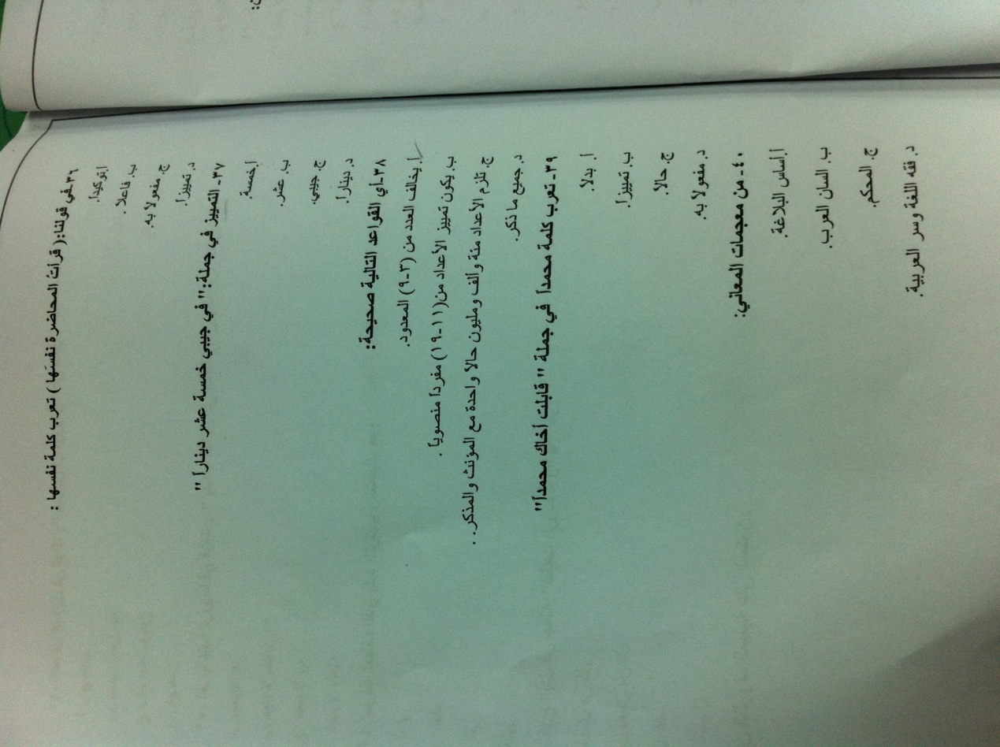 ٣٦-في قولنا:( قرأت المحاضرة نفسَها ) تعرب كلمة نفسها :
أ.توكيداً.
ب. فاعلاً .
ج. مفعولا به.
د. تمييزاً.
٣٧- التمييز في جملة:" في جيبي خمسة عشر ديناراً "
أ.خمسة.
ب. عشر.
ج. جيبي.
د. ديناراً.
٣٨-أي القواعد التالية صحيحة:
أ. يخالف العدد من (٣-٩) المعدود.
ب. يكون تمييز الأعداد من(١١-١٩) مفرداً منصوباً .
ج. تلزم الأعداد مئة وألف ومليون حالاً واحدة مع المؤنث والمذكر. .
د. جميع ما ذكر.
٣٩- تعرب كلمة محمداً في جملة " قابلت أخاك محمداً"
أ. بدلاً.
ب. تمييزاً.
ج. حالاً.
د. مفعولا به.
٤٠- من معجمات المعاني:
أ.أساس البلاغة.
ب. السان العرب.
ج. المحكم.
د. فقه اللغة وسر العربية.